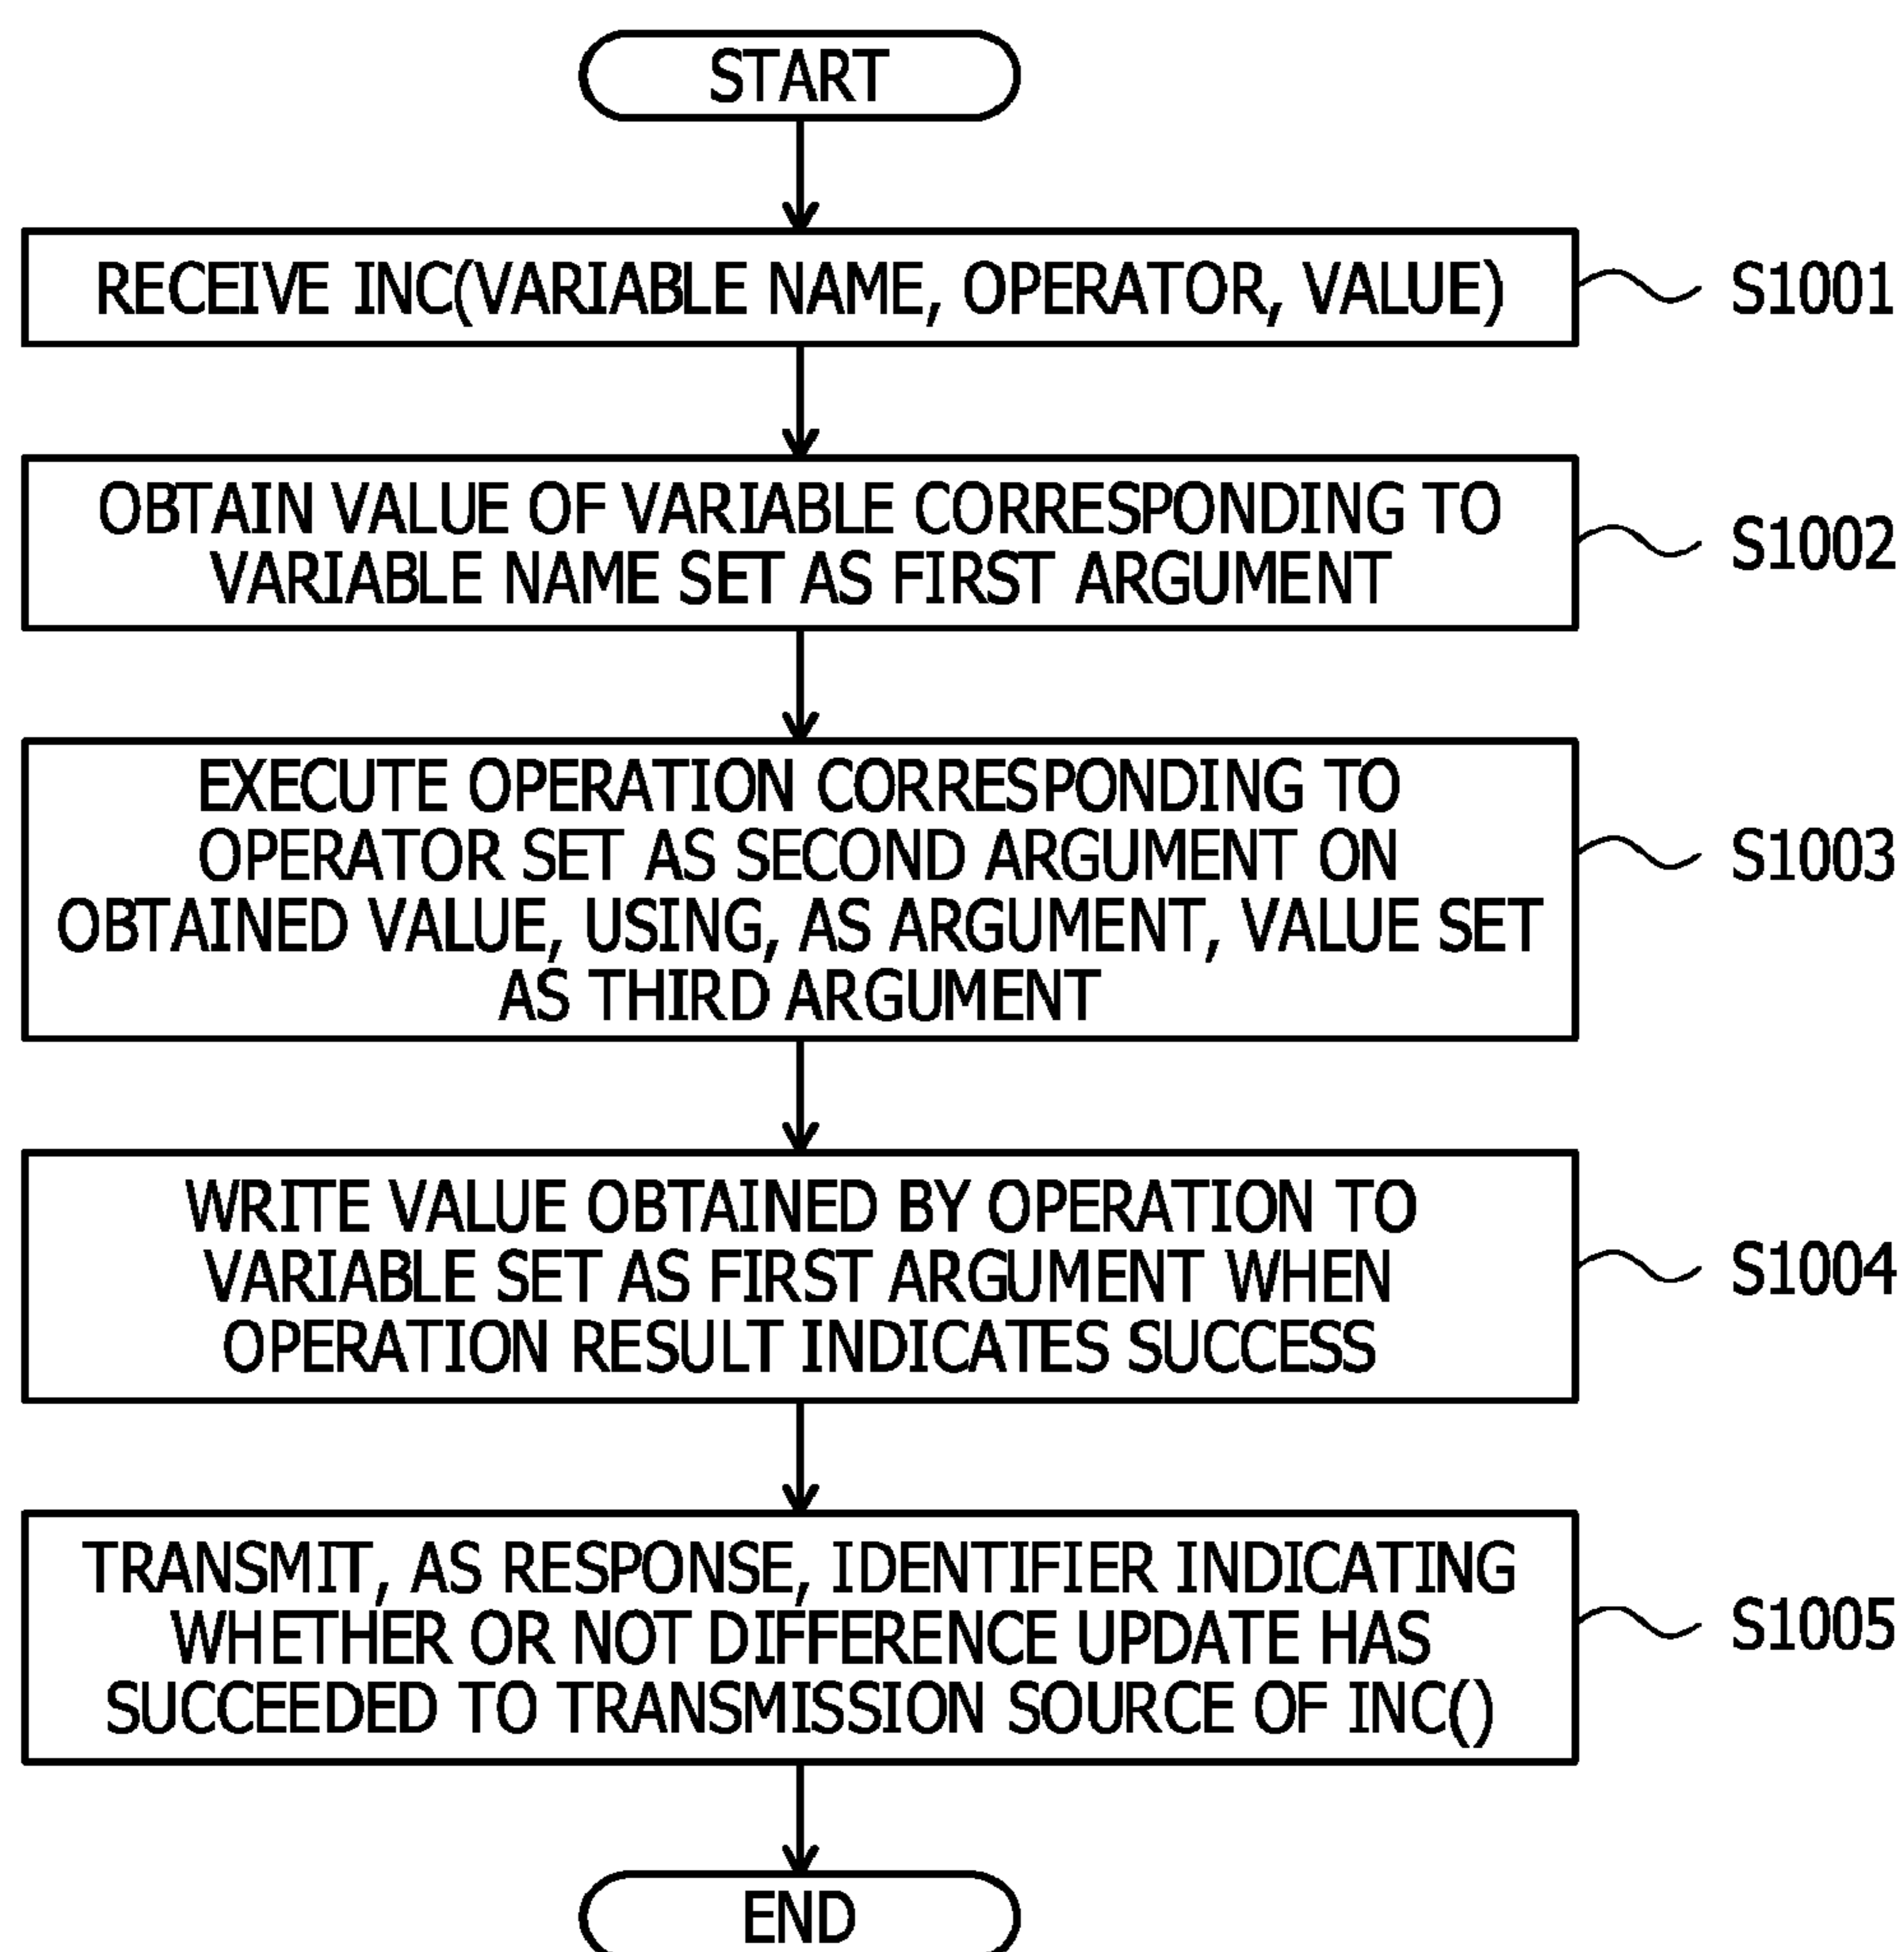 START
RECEIVE INC(VARIABLE NAME, OPERATOR, VALUE)
S1001
OBTAIN VALUE OF VARIABLE CORRESPONDING TO
VARIABLE NAME SET AS FIRST ARGUMENT
S1002
EXECUTE OPERATION CORRESPONDING TO
OPERATOR SET AS SECOND ARGUMENT ON
OBTAINED VALUE, USING, AS ARGUMENT, VALUE SET
AS THIRD ARGUMENT
S1003
WRITE VALUE OBTAINED BY OPERATION TO
VARIABLE SET AS FIRST ARGUMENT WHEN
OPERATION RESULT INDICATES SUCCESS
S1004
TRANSMIT, AS RESPONSE, IDENTIFIER INDICATING
WHETHER OR NOT DIFFERENCE UPDATE HAS
SUCCEEDED TO TRANSMISSION SOURCE OF INC()
S1005
END